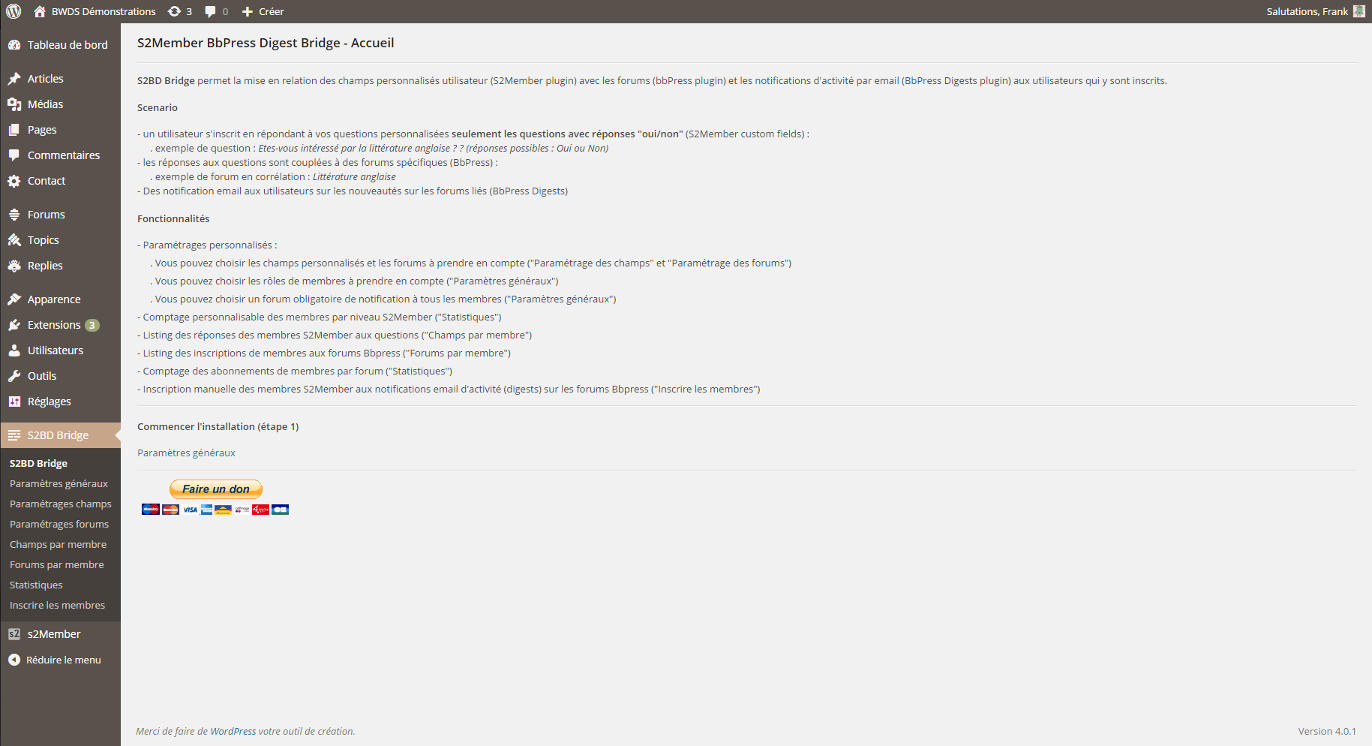 BWDS Démonstrations 3 0 Créer Salutations, Frank
Tableau de bord
Articles
Médias
Pages
Commentaires
Contact
Forums
Topics
Replies
Apparence
Extensions 3
Utilisateurs
Outils
Réglages
S2BD Bridge
S2BD Bridge
Paramètres généraux
Paramétrages champs
Paramétrages forums
Champs par membre
Forums par membre
Statistiques
Inscrire les membres
s2 s2Member
Réduire le menu
S2Member BbPress Digest Bridge - Accueil
S2BD Bridge permet la mise en relation des champs personnalisés utilisateur (S2Member plugin) avec les forums (bbPress plugin) et les notifications d'activité par email (BbPress Digests plugin) aux utilisateurs qui y sont inscrits.
Scenario
- un utilisateur s'inscrit en répondant à vos questions personnalisées seulement les questions avec réponses "oui/non" (S2Member custom fields) :
. exemple de question : Etes-vous intéressé par la littérature anglaise ? ? (réponses possibles : Oui ou Non)
- les réponses aux questions sont couplées à des forums spécifiques (BbPress) :
. exemple de forum en corrélation : Littérature anglaise
- Des notification email aux utilisateurs sur les nouveautés sur les forums liés (BbPress Digests)
Fonctionnalités
- Paramétrages personnalisés :
. Vous pouvez choisir les champs personnalisés et les forums à prendre en compte ("Paramétrage des champs" et "Paramétrage des forums")
. Vous pouvez choisir les rôles de membres à prendre en compte ("Paramètres généraux")
. Vous pouvez choisir un forum obligatoire de notification à tous les membres ("Paramètres généraux")
- Comptage personnalisable des membres par niveau S2Member ("Statistiques")
- Listing des réponses des membres S2Member aux questions ("Champs par membre")
- Listing des inscriptions de membres aux forums Bbpress ("Forums par membre")
- Comptage des abonnements de membres par forum ("Statistiques")
- Inscription manuelle des membres S2Member aux notifications email d'activité (digests) sur les forums Bbpress ("Inscrire les membres")
Commencer l'installation (étape 1)
Paramètres généraux
Faire un don
VISA
Merci de faire de WordPress votre outil de création.
Version 4.0.1